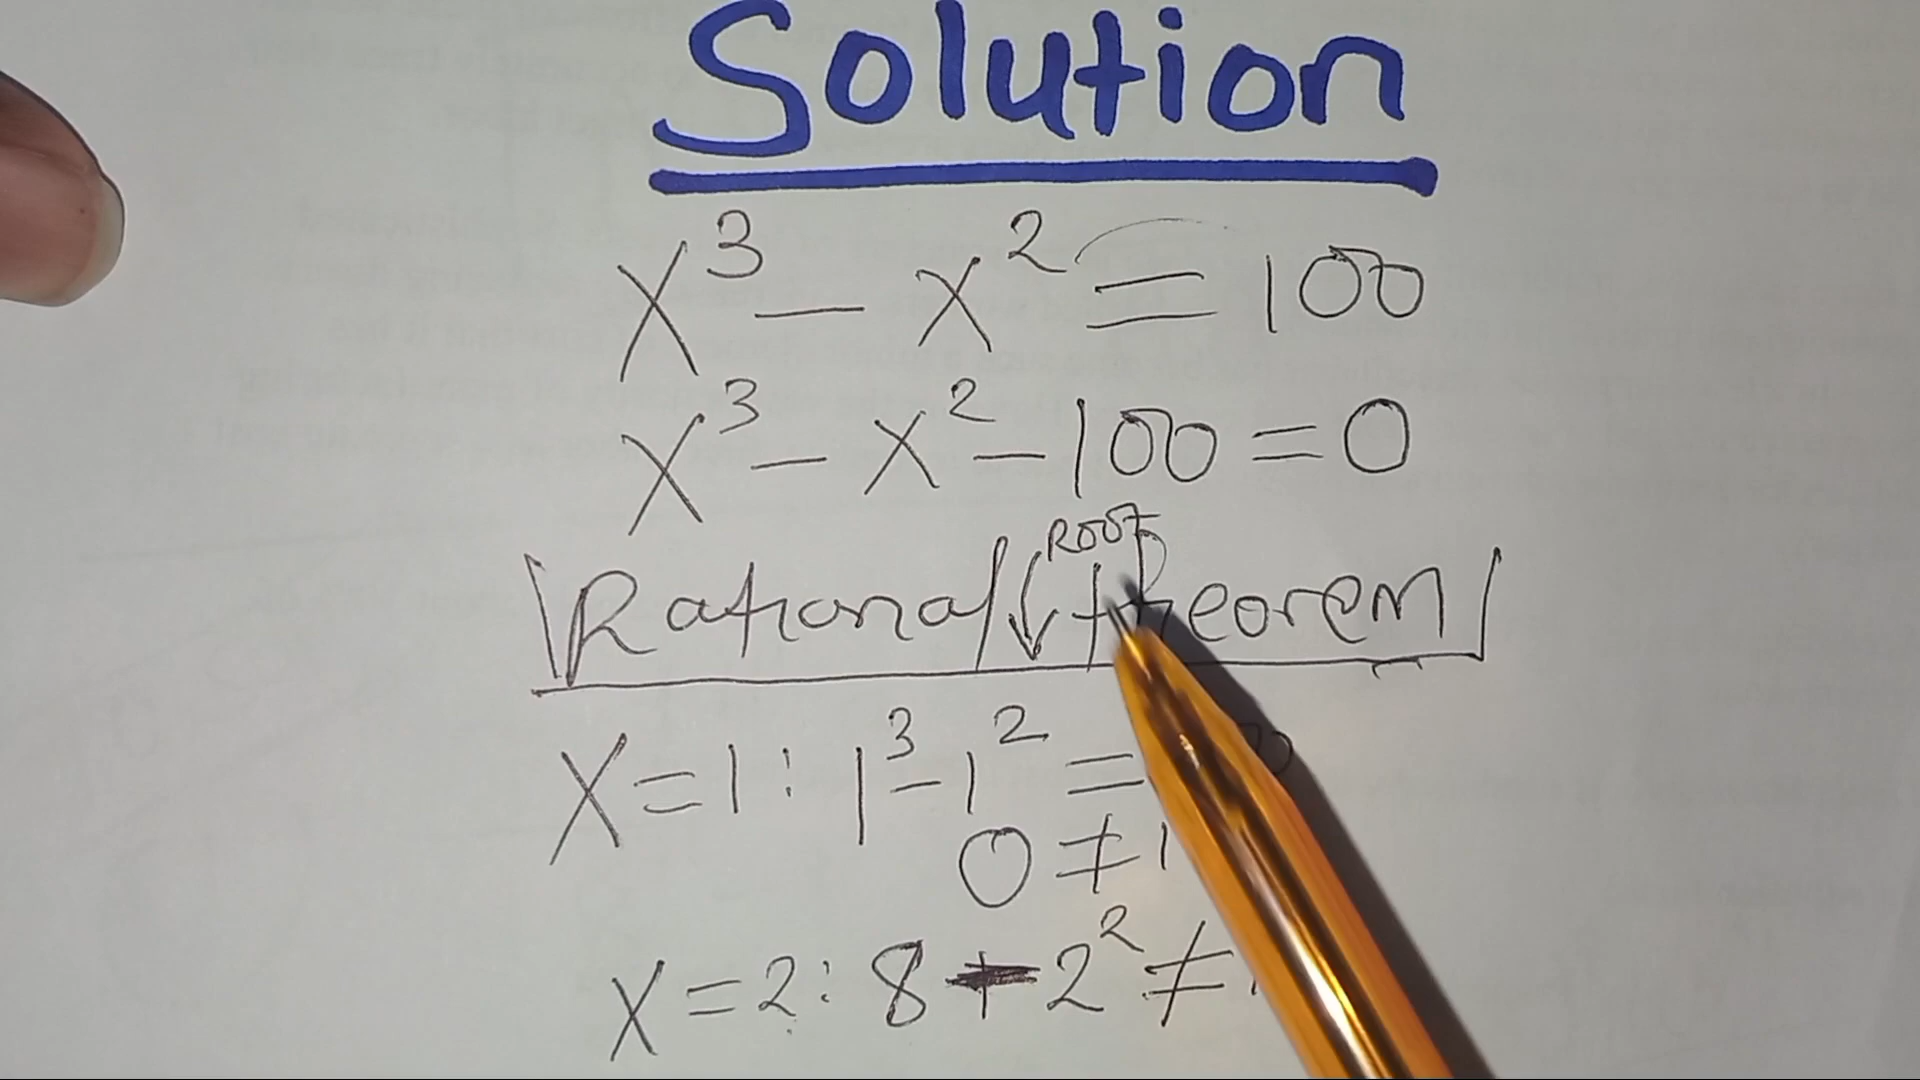 Solution
x³ - x² = 100
x³ - x² - 100 = 0
Root
Rational theorem
x = 1 : 1³ - 1² =
0 ≠ 1
x = 2 : 8 - 2² ≠